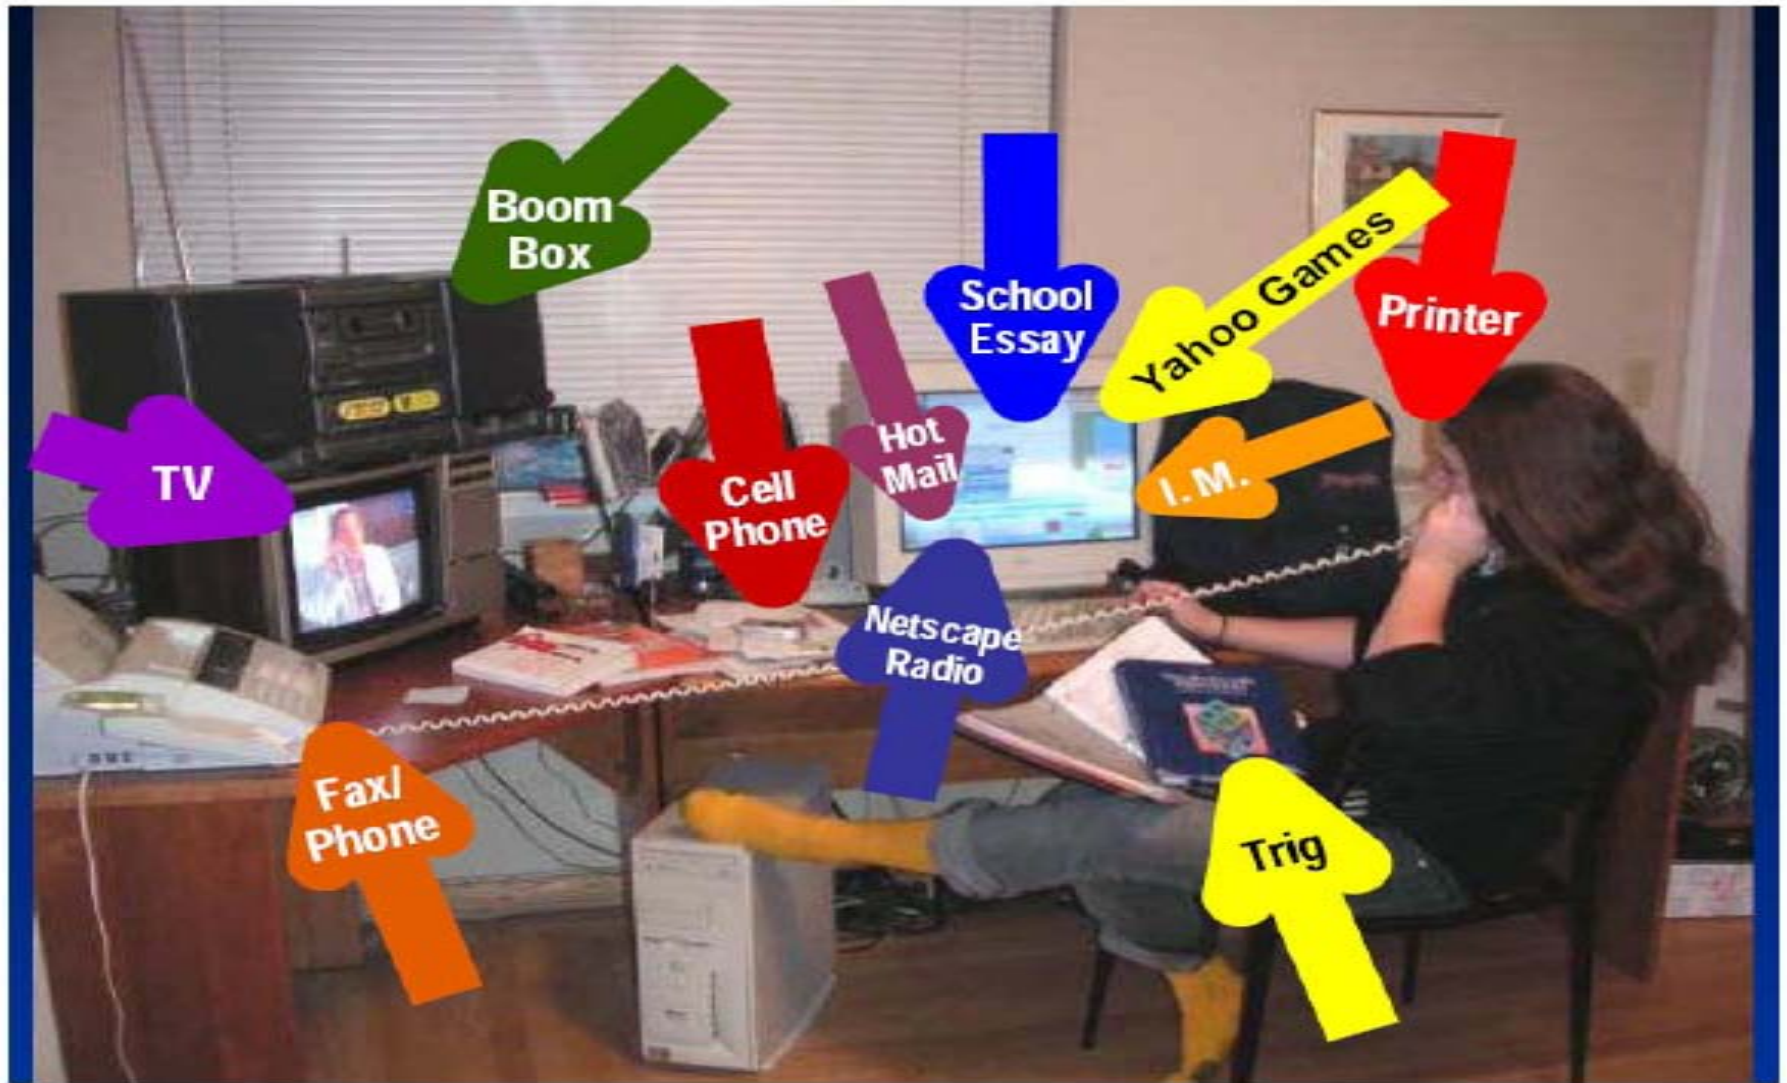 Boom
Box
School
Essay
Yahoo Games
Printer
TV
Cell
Phone
Hot
Mail
I.M.
Netscape
Radio
Fax/
Phone
Trig